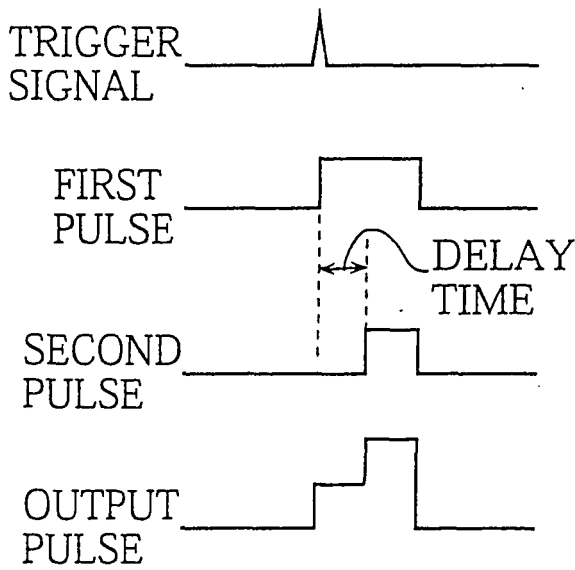 TRIGGER
SIGNAL
FIRST
PULSE
DELAY
TIME
SECOND
PULSE
OUTPUT
PULSE